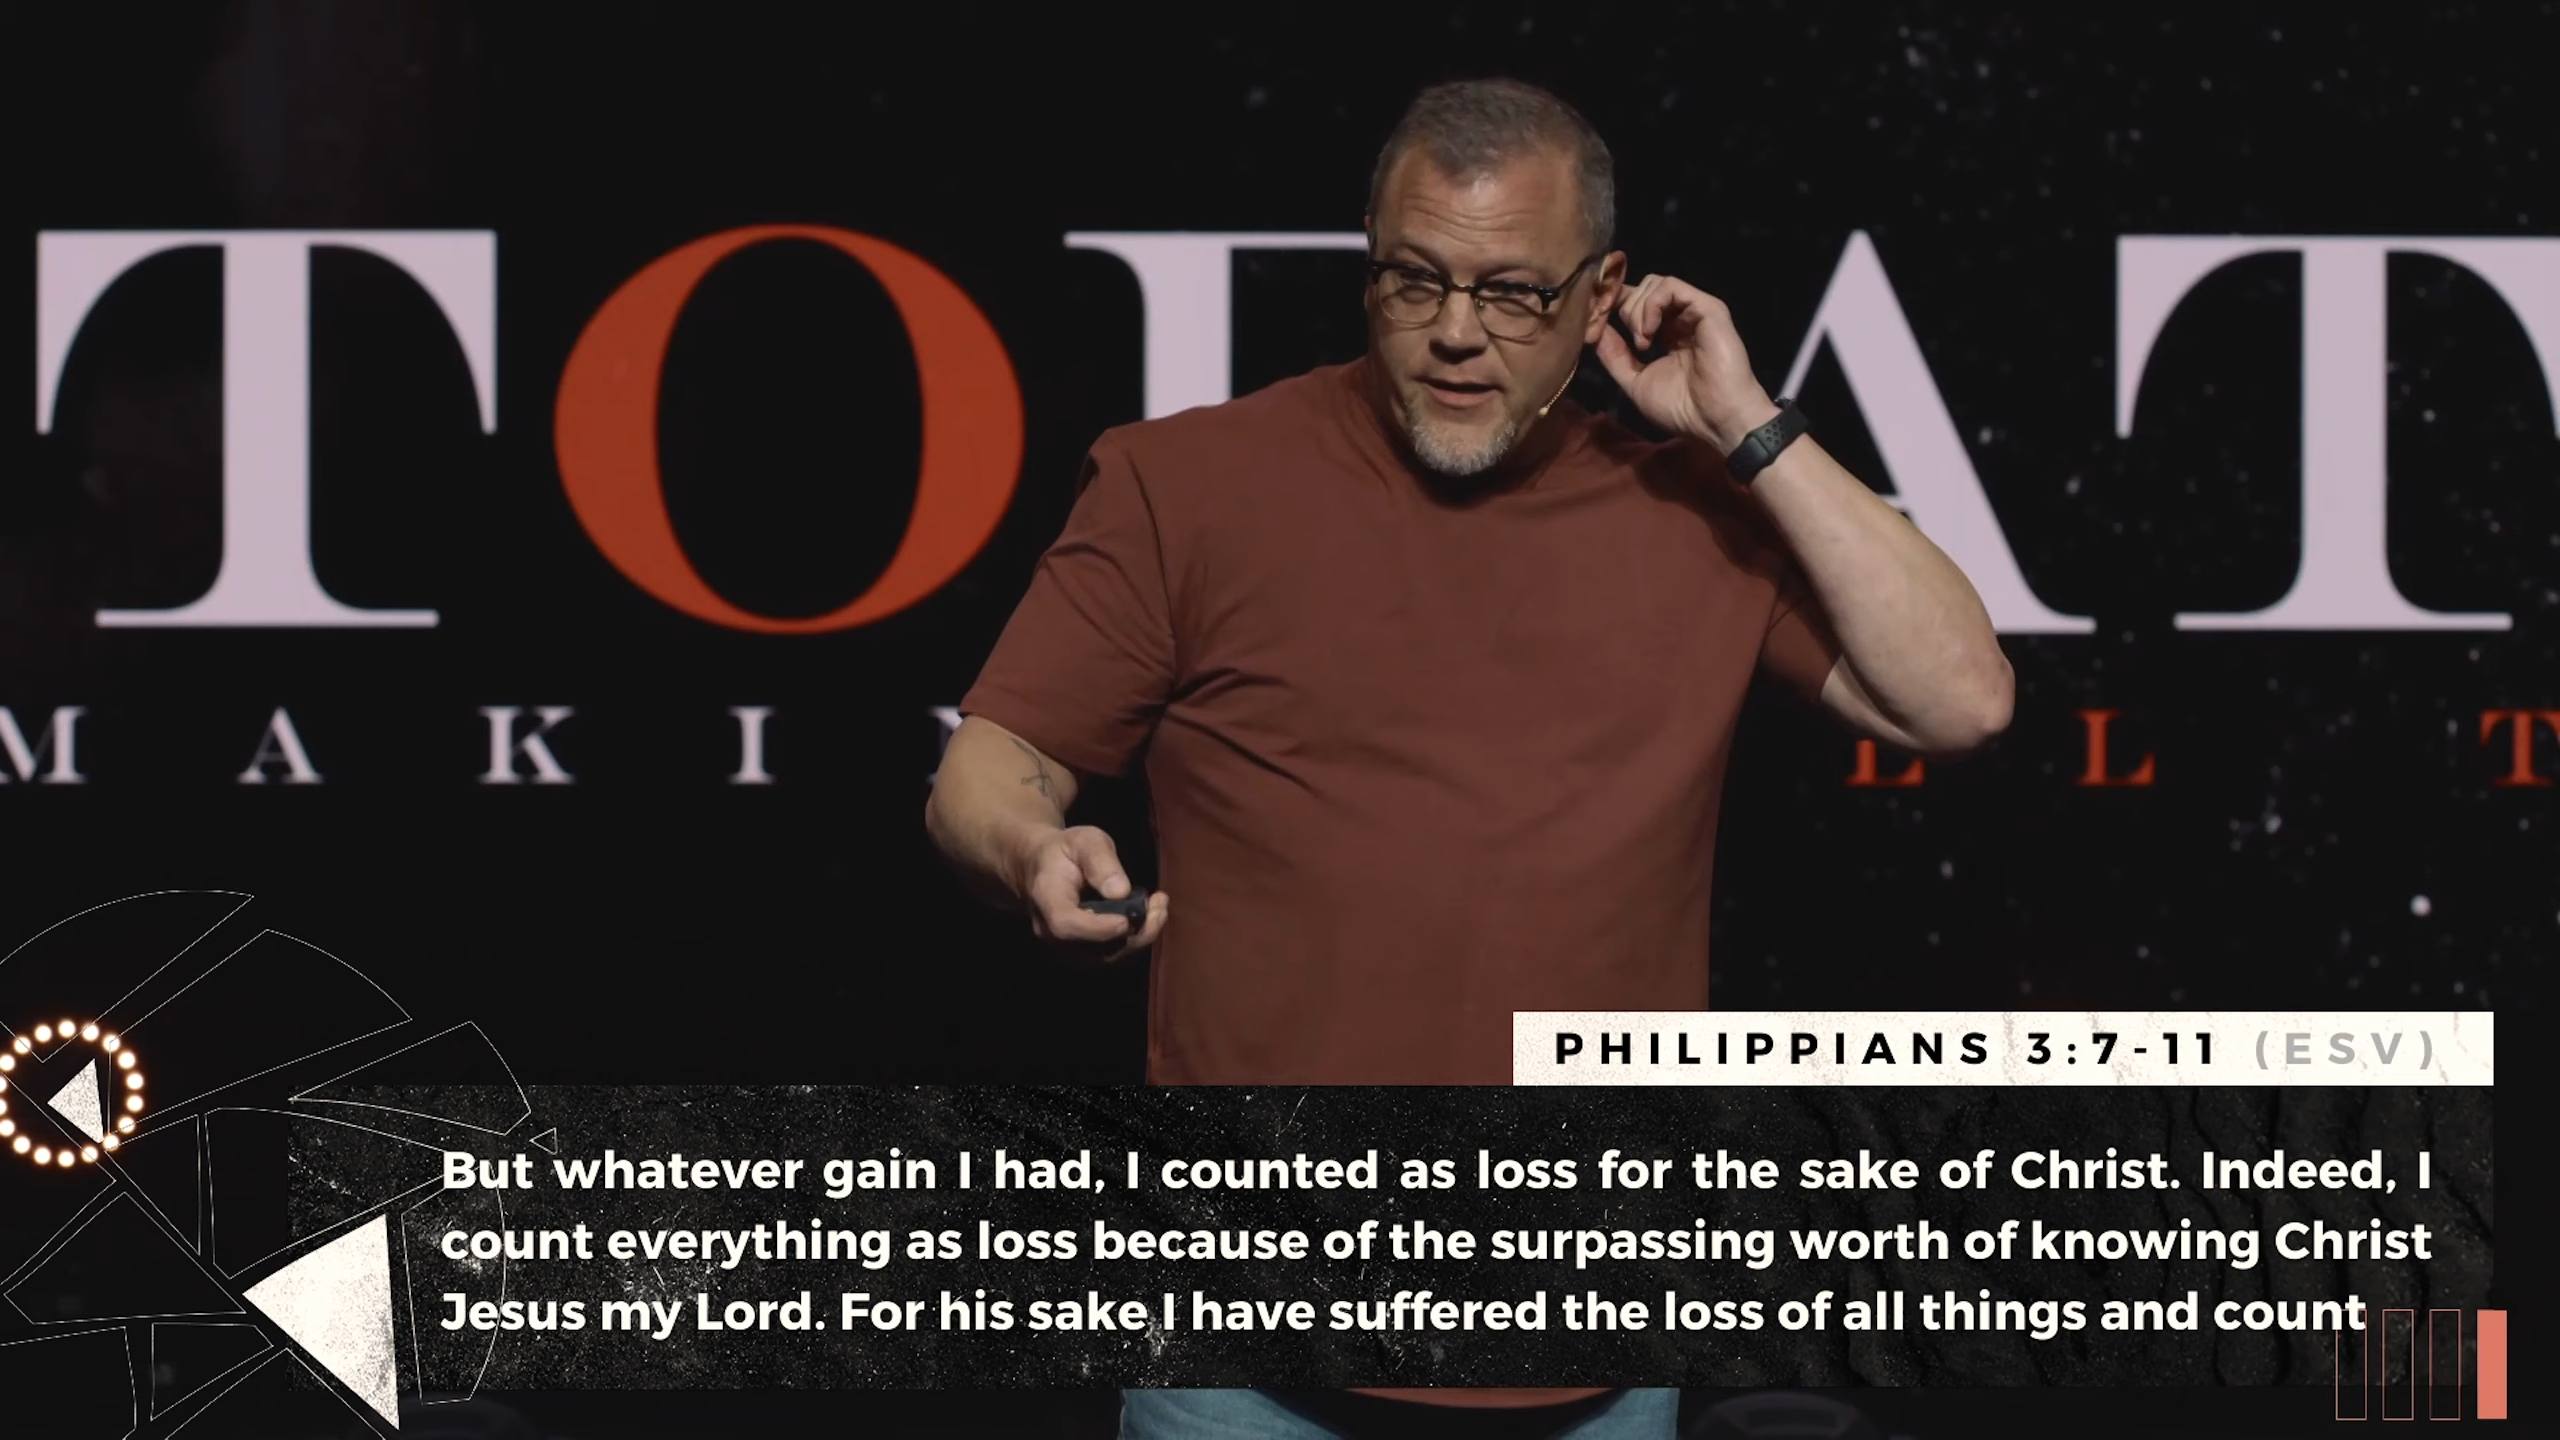 TO
AT
MAKI
LL T
PHILIPPIANS 3:7-11 (ESV)
But whatever gain I had, I counted as loss for the sake of Christ. Indeed, I
count everything as loss because of the surpassing worth of knowing Christ
Jesus my Lord. For his sake I have suffered the loss of all things and count